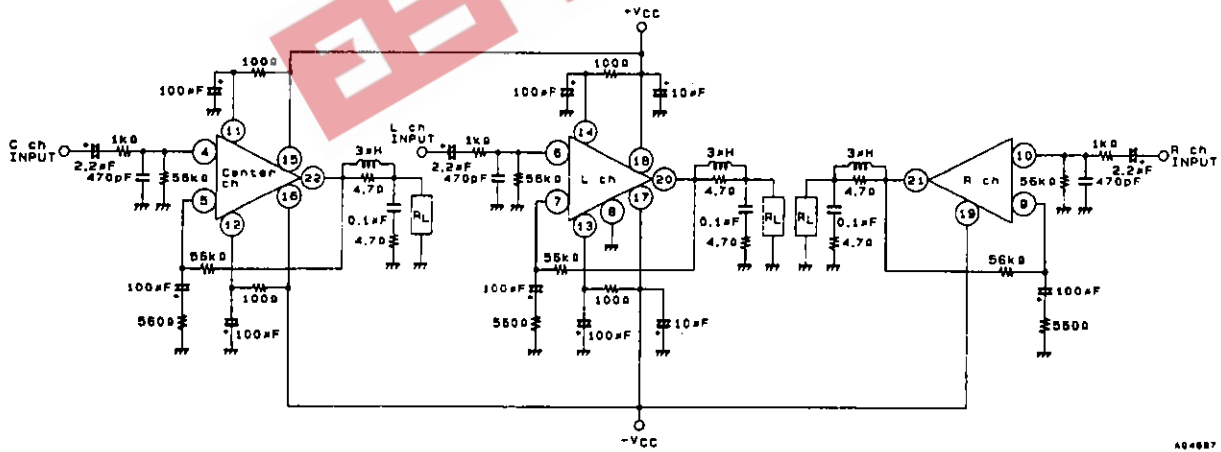 +VCC
100Ω
100µF
+
11
C ch
INPUT
+
2.2µF
1kΩ
470pF
56kΩ
4
5
Center
ch
15
16
12
22
3µH
4.7Ω
0.1µF
4.7Ω
RL
56kΩ
100µF
+
560Ω
100Ω
+
100µF
100Ω
100µF
+
+
10µF
14
L ch
INPUT
+
2.2µF
1kΩ
470pF
56kΩ
6
7
L ch
18
17
8
13
20
3µH
4.7Ω
0.1µF
4.7Ω
RL
56kΩ
100µF
+
560Ω
100Ω
+
100µF
+
10µF
3µH
4.7Ω
0.1µF
4.7Ω
RL
21
R ch
19
10
9
1kΩ
+
2.2µF
R ch
INPUT
56kΩ
470pF
56kΩ
+
100µF
560Ω
-VCC